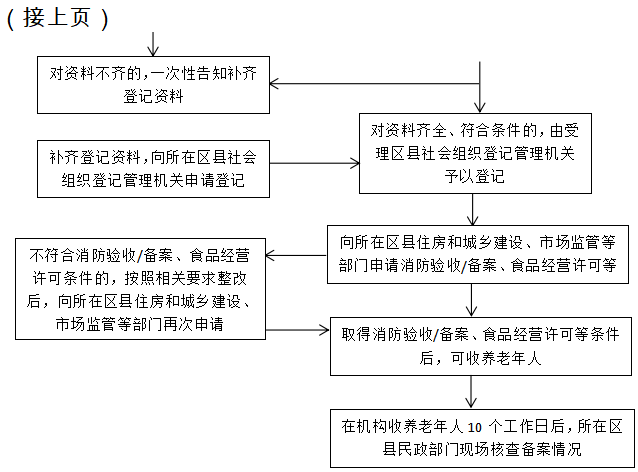 （接上页）
对资料不齐的，一次性告知补齐
登记资料
对资料齐全、符合条件的，由受
理区县社会组织登记管理机关
予以登记
补齐登记资料，向所在区县社会
组织登记管理机关申请登记
向所在区县住房和城乡建设、市场监管等
部门申请消防验收/备案、食品经营许可等
不符合消防验收/备案、食品经营
许可条件的，按照相关要求整改
后，向所在区县住房和城乡建设、
市场监管等部门再次申请
取得消防验收/备案、食品经营许可等条件
后，可收养老年人
在机构收养老年人 10 个工作日后，所在区
县民政部门现场核查备案情况